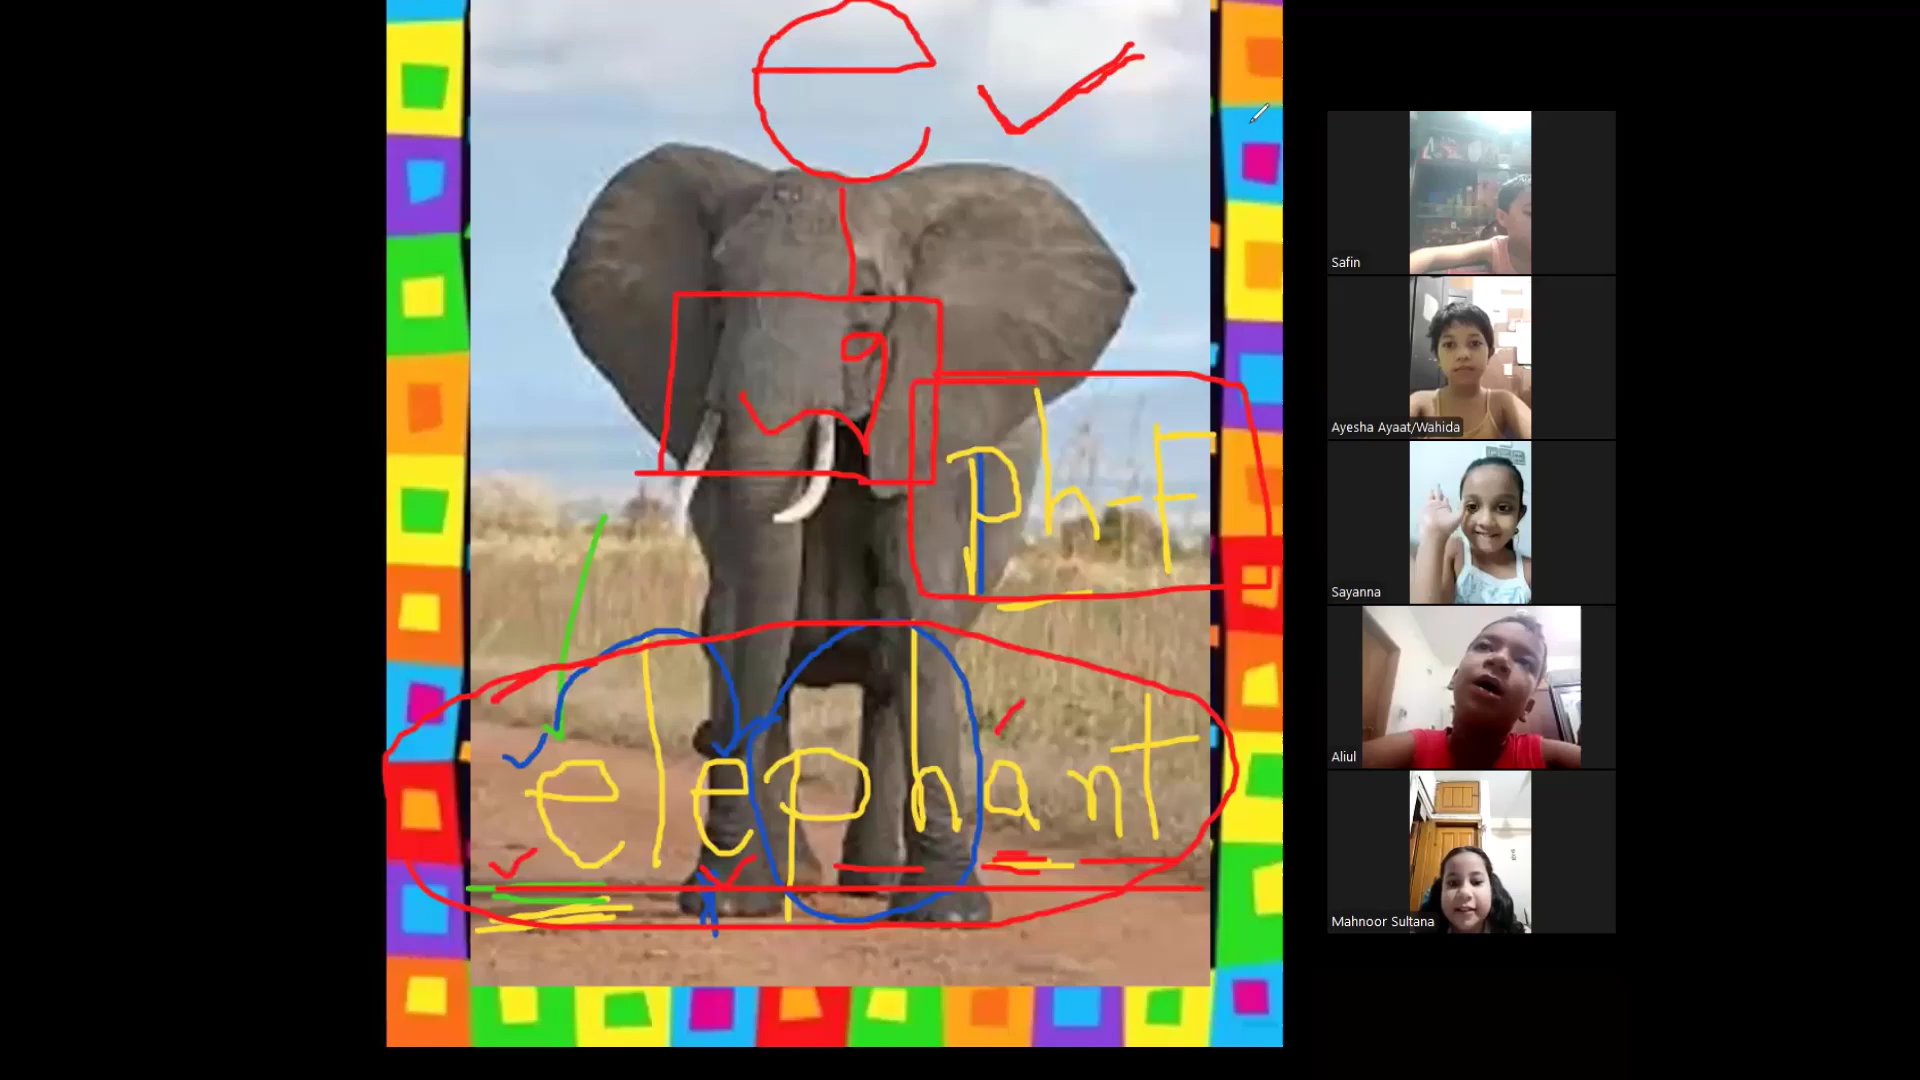 e
এ
ph-F
elephant
Safin
Ayesha Ayaat/Wahida
Sayanna
Aliul
Mahnoor Sultana